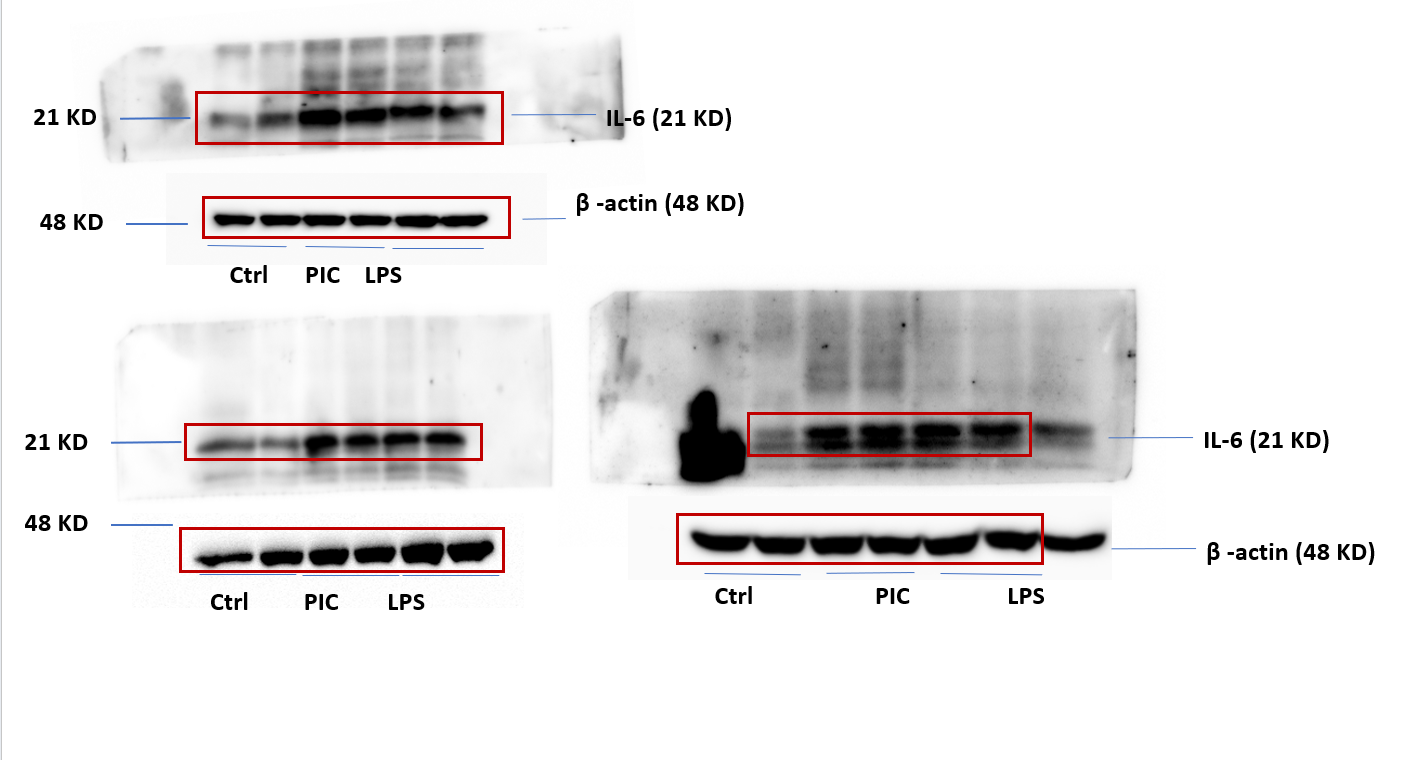 21 KD
IL-6 (21 KD)
48 KD
β -actin (48 KD)
Ctrl PIC LPS
21 KD
IL-6 (21 KD)
48 KD
β -actin (48 KD)
Ctrl PIC LPS
Ctrl PIC LPS